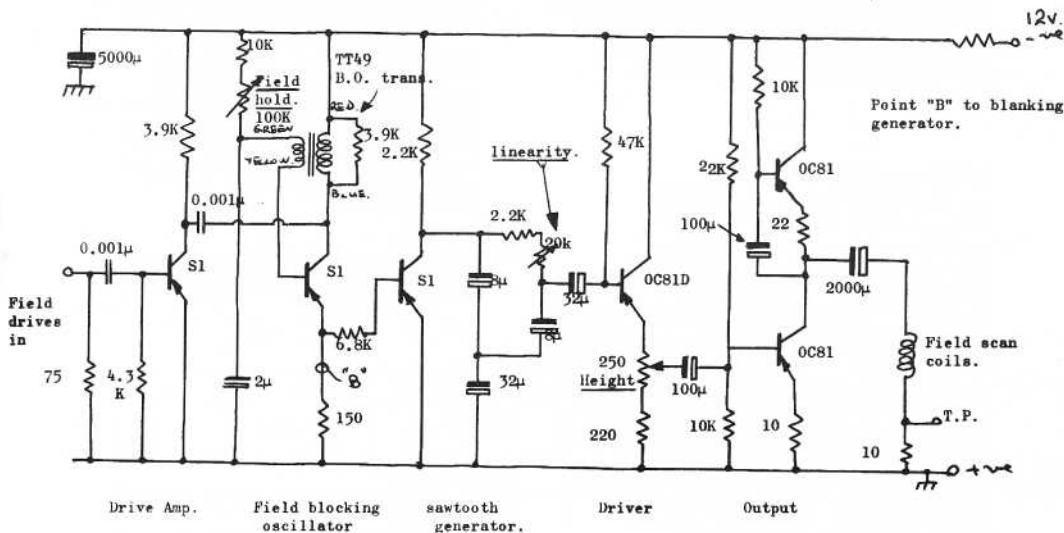 12v.
- -ve
5000µ
10K
Field
hold.
100K
GREEN
YELLOW
TT49
B.O. trans.
RED.
3.9K
BLUE.
3.9K
2.2K
linearity.
47K
10K
Point "B" to blanking
generator.
22K
OC81
0.001µ
0.001µ
2.2K
20k
100µ
22
S1
S1
S1
8µ
32µ
OC81D
2000µ
Field
drives
in
6.8K
8µ
OC81
Field scan
coils.
75
4.3
K
2µ
"B"
32µ
250
Height
100µ
150
220
10K
10
10
T.P.
+ve
Drive Amp.
Field blocking
oscillator
sawtooth
generator.
Driver
Output